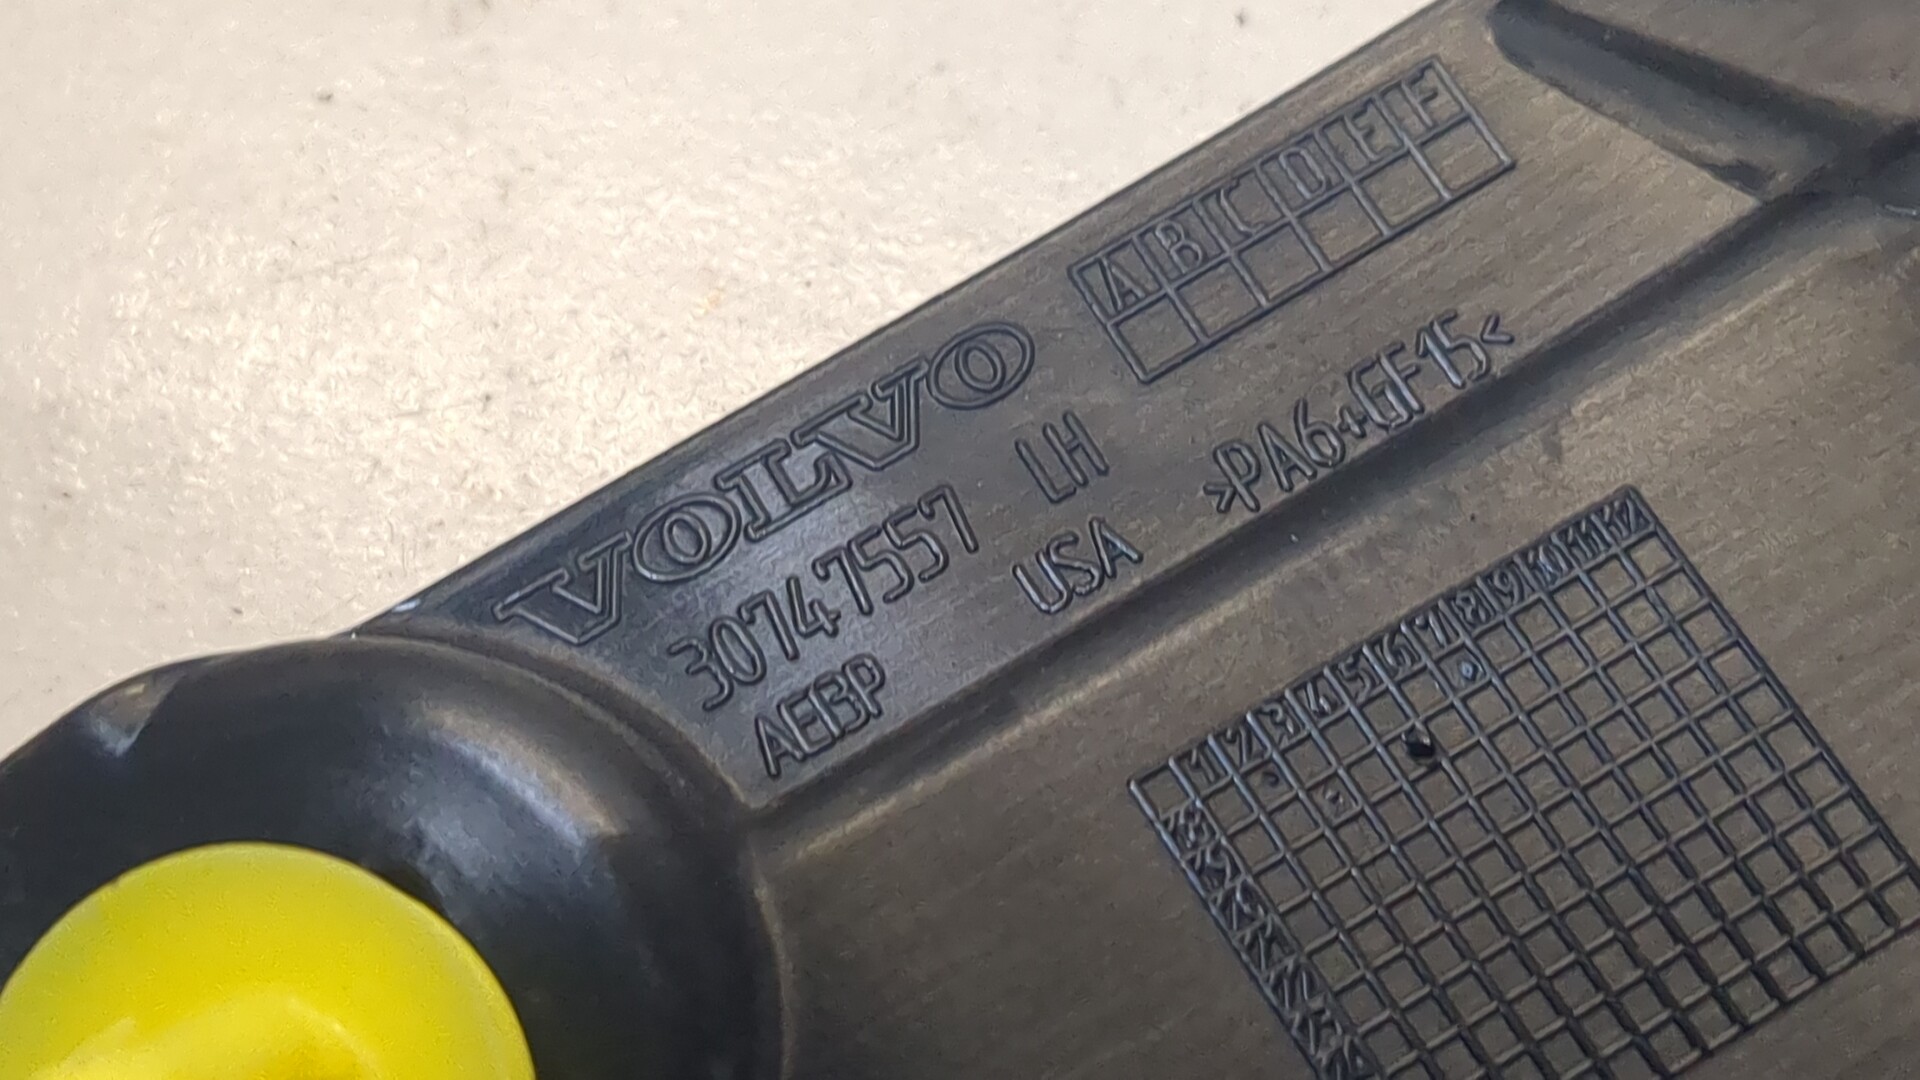 VOLVO
A B C D E F
30747557 LH
AEBP USA >PA6+GF15<
1 2 3 4 5 6 7 8 9 10 11 12